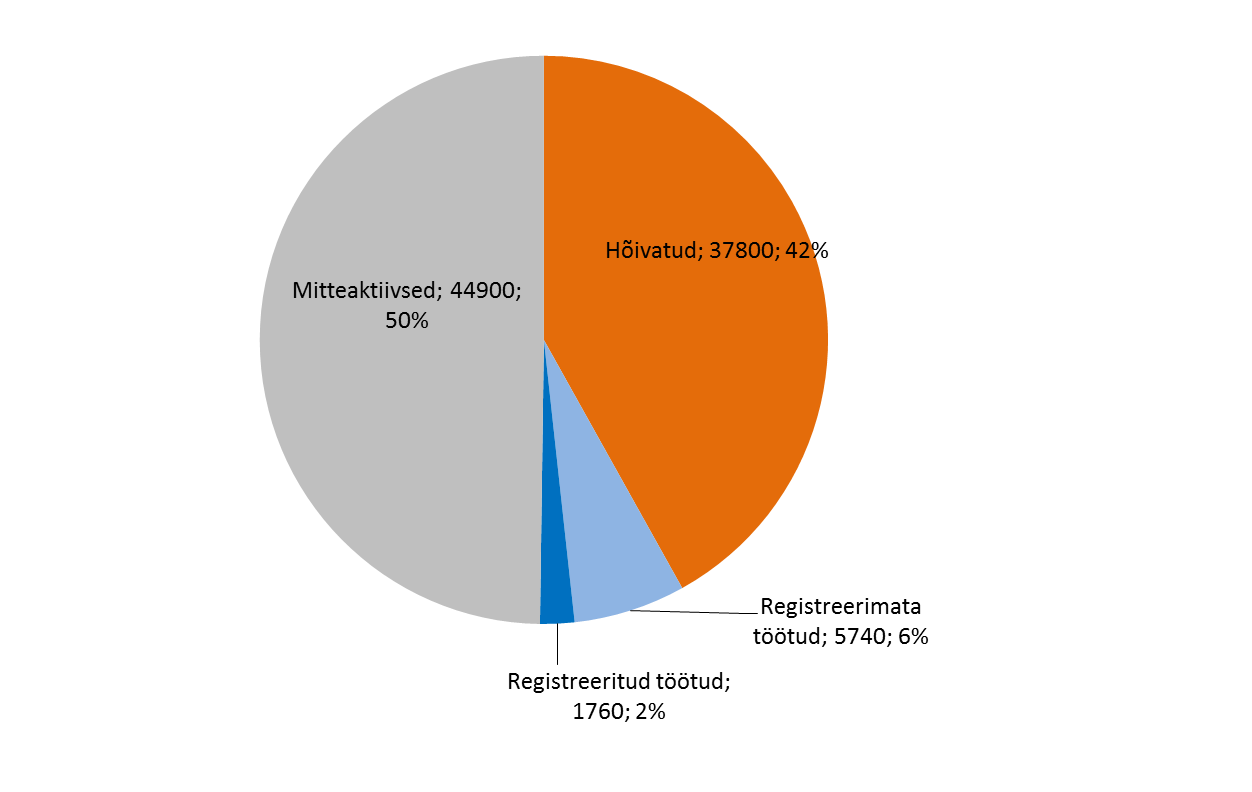 Hõivatud; 37800; 42%
Mitteaktiivsed; 44900;
50%
Registreerimata
töötud; 5740; 6%
Registreeritud töötud;
1760; 2%